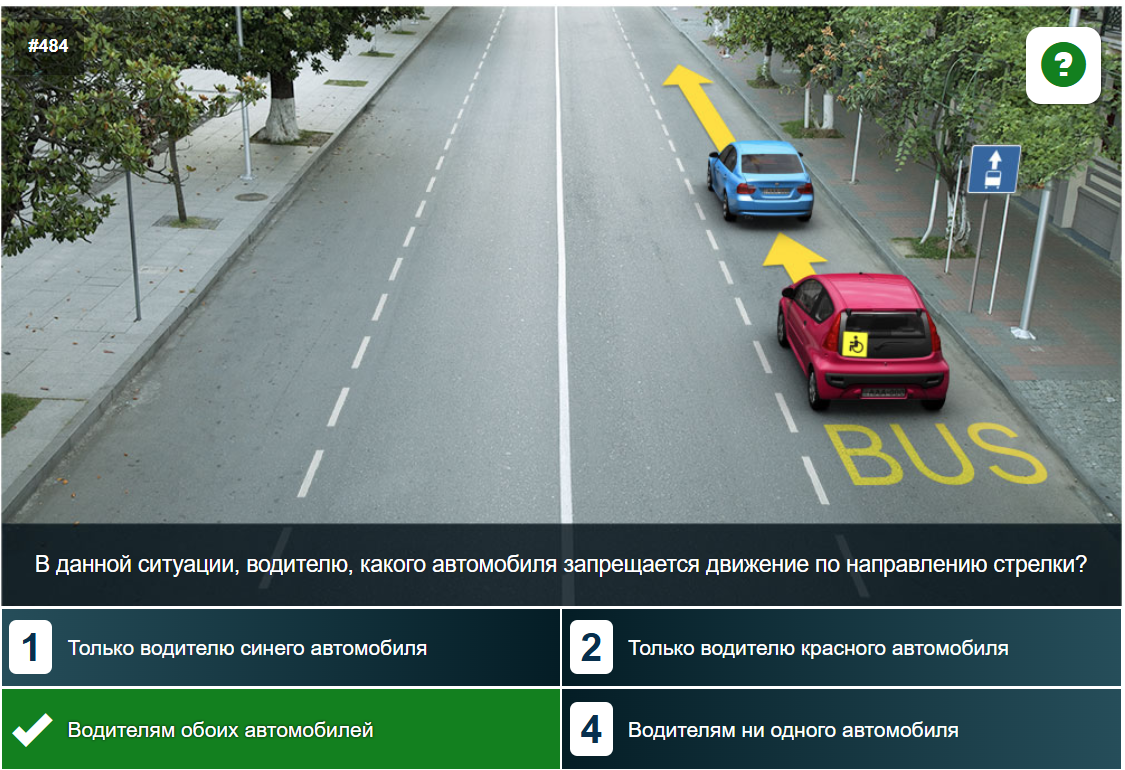 #484
?
BUS
В данной ситуации, водителю, какого автомобиля запрещается движение по направлению стрелки?
1 Только водителю синего автомобиля
2 Только водителю красного автомобиля
Водителям обоих автомобилей
4 Водителям ни одного автомобиля